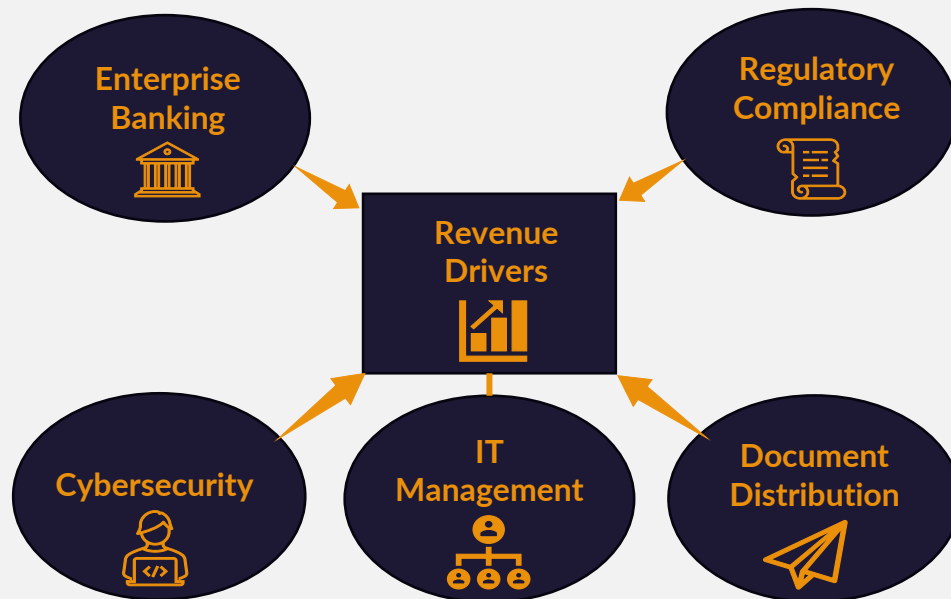 Enterprise
Banking
Regulatory
Compliance
Revenue
Drivers
Cybersecurity
</>
IT
Management
Document
Distribution